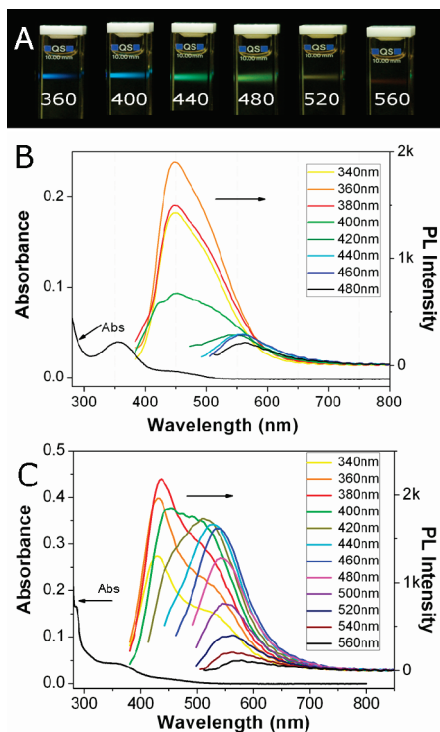 A
QS QS QS QS QS QS
10.00 mm 10.00 mm 10.00 mm 10.00 mm 10.00 mm 10.00 mm
360 400 440 480 520 560
B
Absorbance
0.2
0.1
0.0
Abs
340nm
360nm
380nm
400nm
420nm
440nm
460nm
480nm
2k
1k
0
PL Intensity
300 400 500 600 700 800
Wavelength (nm)
C
Absorbance
0.5
0.4
0.3
0.2
0.1
0.0
Abs
340nm
360nm
380nm
400nm
420nm
440nm
460nm
480nm
500nm
520nm
540nm
560nm
2k
1k
0
PL Intensity
300 400 500 600 700 800
Wavelength (nm)